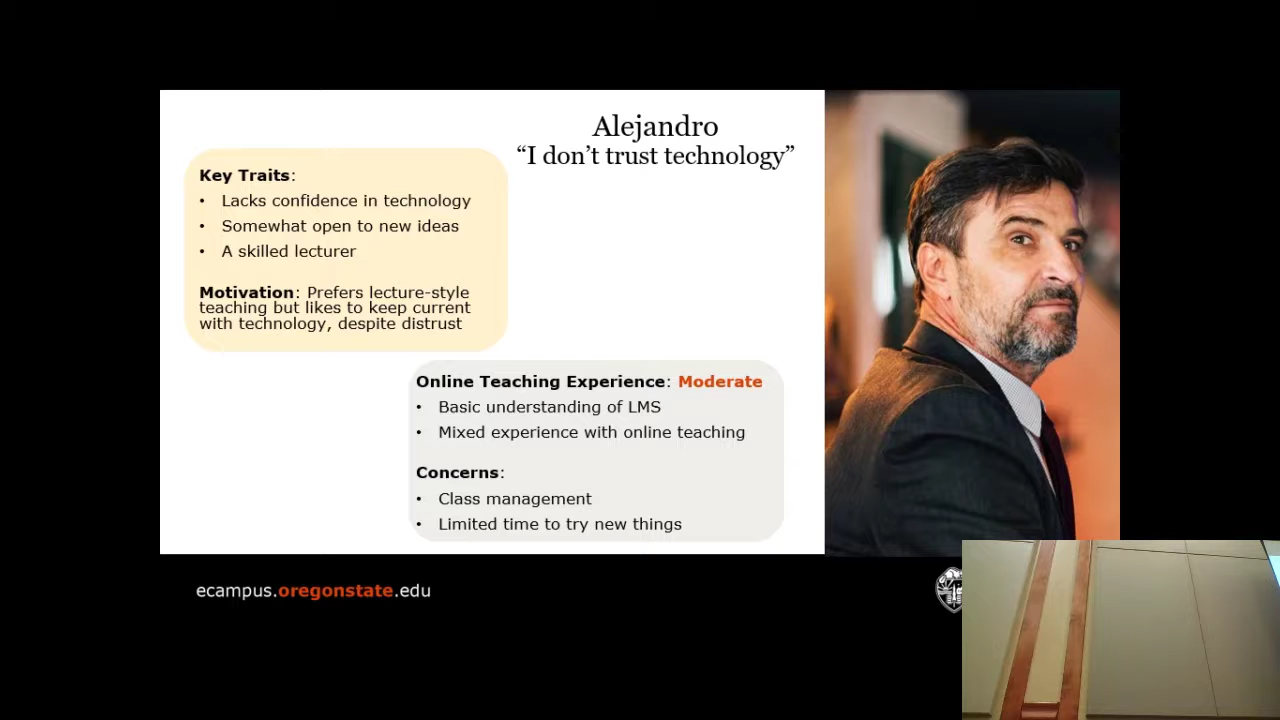 Alejandro
“I don’t trust technology”
Key Traits:
• Lacks confidence in technology
• Somewhat open to new ideas
• A skilled lecturer
Motivation: Prefers lecture-style
teaching but likes to keep current
with technology, despite distrust
Online Teaching Experience: Moderate
• Basic understanding of LMS
• Mixed experience with online teaching
Concerns:
• Class management
• Limited time to try new things
ecampus.oregonstate.edu